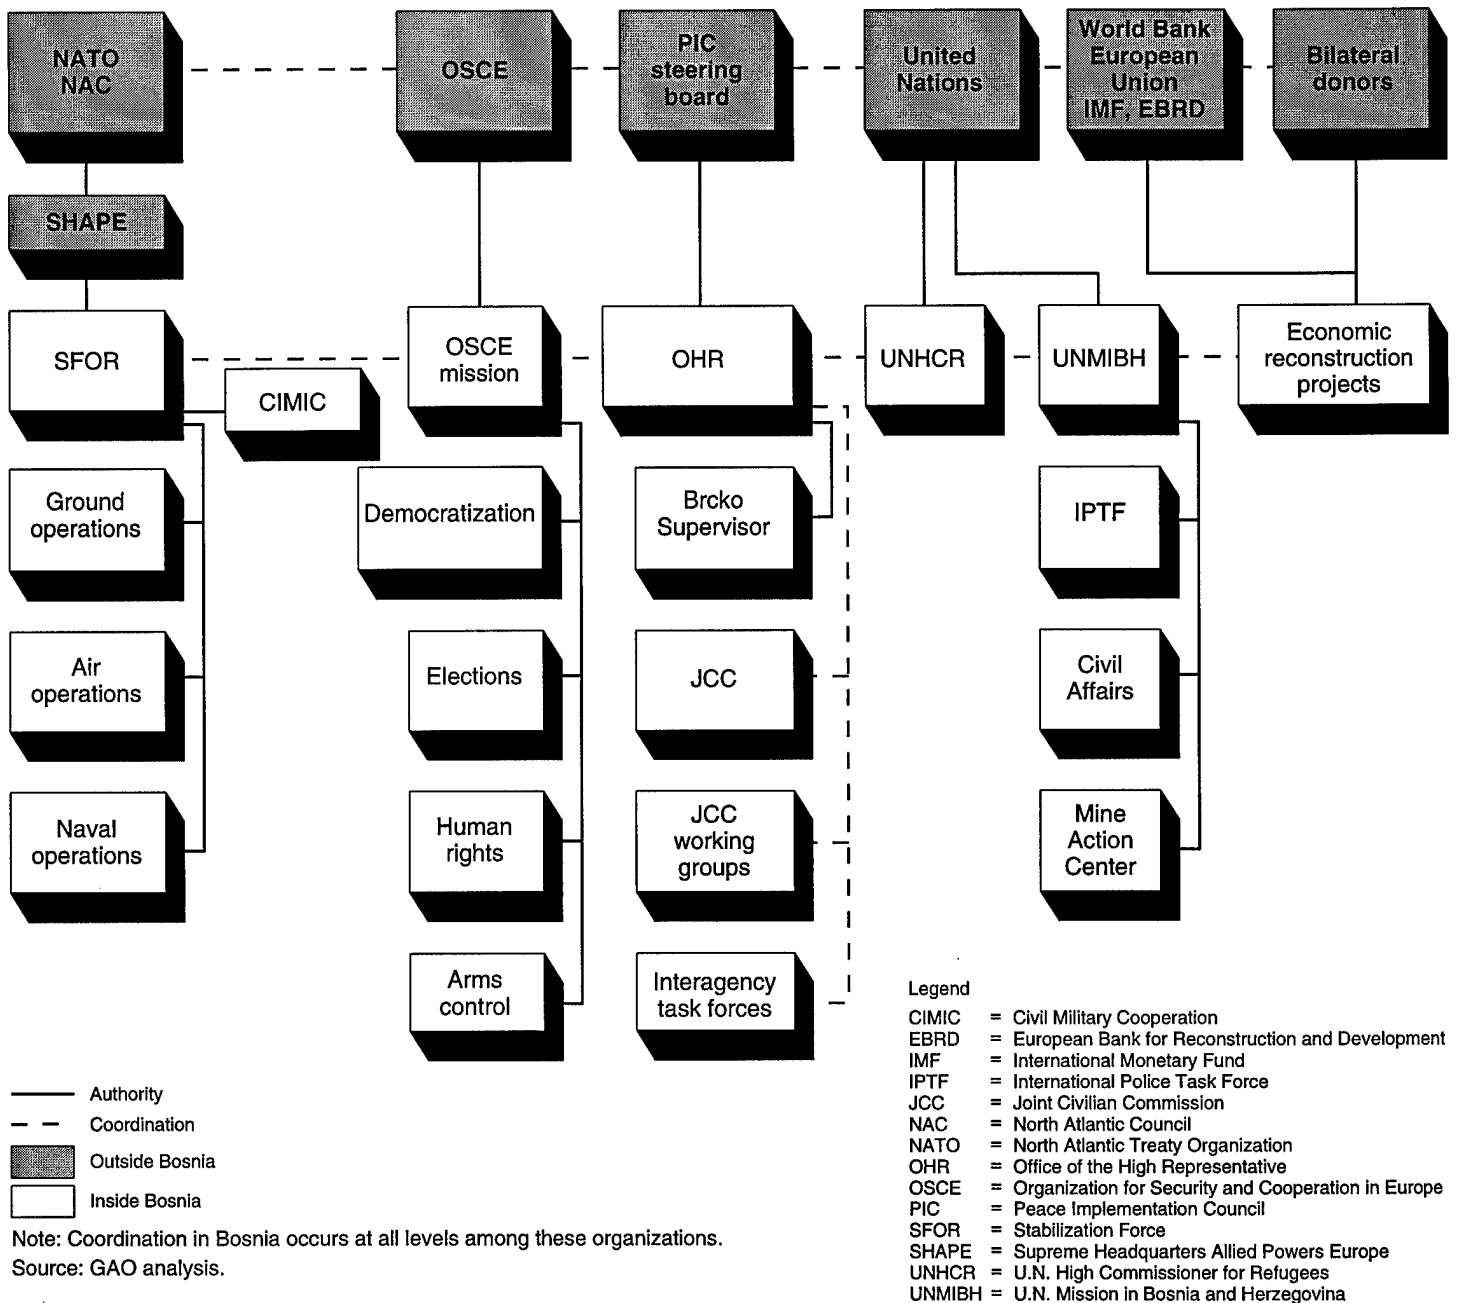 NATO
NAC
OSCE
PIC
steering
board
United
Nations
World Bank
European
Union
IMF, EBRD
Bilateral
donors
SHAPE
SFOR
CIMIC
OSCE
mission
OHR
UNHCR
UNMIBH
Economic
reconstruction
projects
Ground
operations
Democratization
Brcko
Supervisor
IPTF
Air
operations
Elections
JCC
Civil
Affairs
Naval
operations
Human
rights
JCC
working
groups
Mine
Action
Center
Arms
control
Interagency
task forces
Authority
Coordination
Outside Bosnia
Inside Bosnia
Note: Coordination in Bosnia occurs at all levels among these organizations.
Source: GAO analysis.
Legend
CIMIC = Civil Military Cooperation
EBRD = European Bank for Reconstruction and Development
IMF = International Monetary Fund
IPTF = International Police Task Force
JCC = Joint Civilian Commission
NAC = North Atlantic Council
NATO = North Atlantic Treaty Organization
OHR = Office of the High Representative
OSCE = Organization for Security and Cooperation in Europe
PIC = Peace Implementation Council
SFOR = Stabilization Force
SHAPE = Supreme Headquarters Allied Powers Europe
UNHCR = U.N. High Commissioner for Refugees
UNMIBH = U.N. Mission in Bosnia and Herzegovina